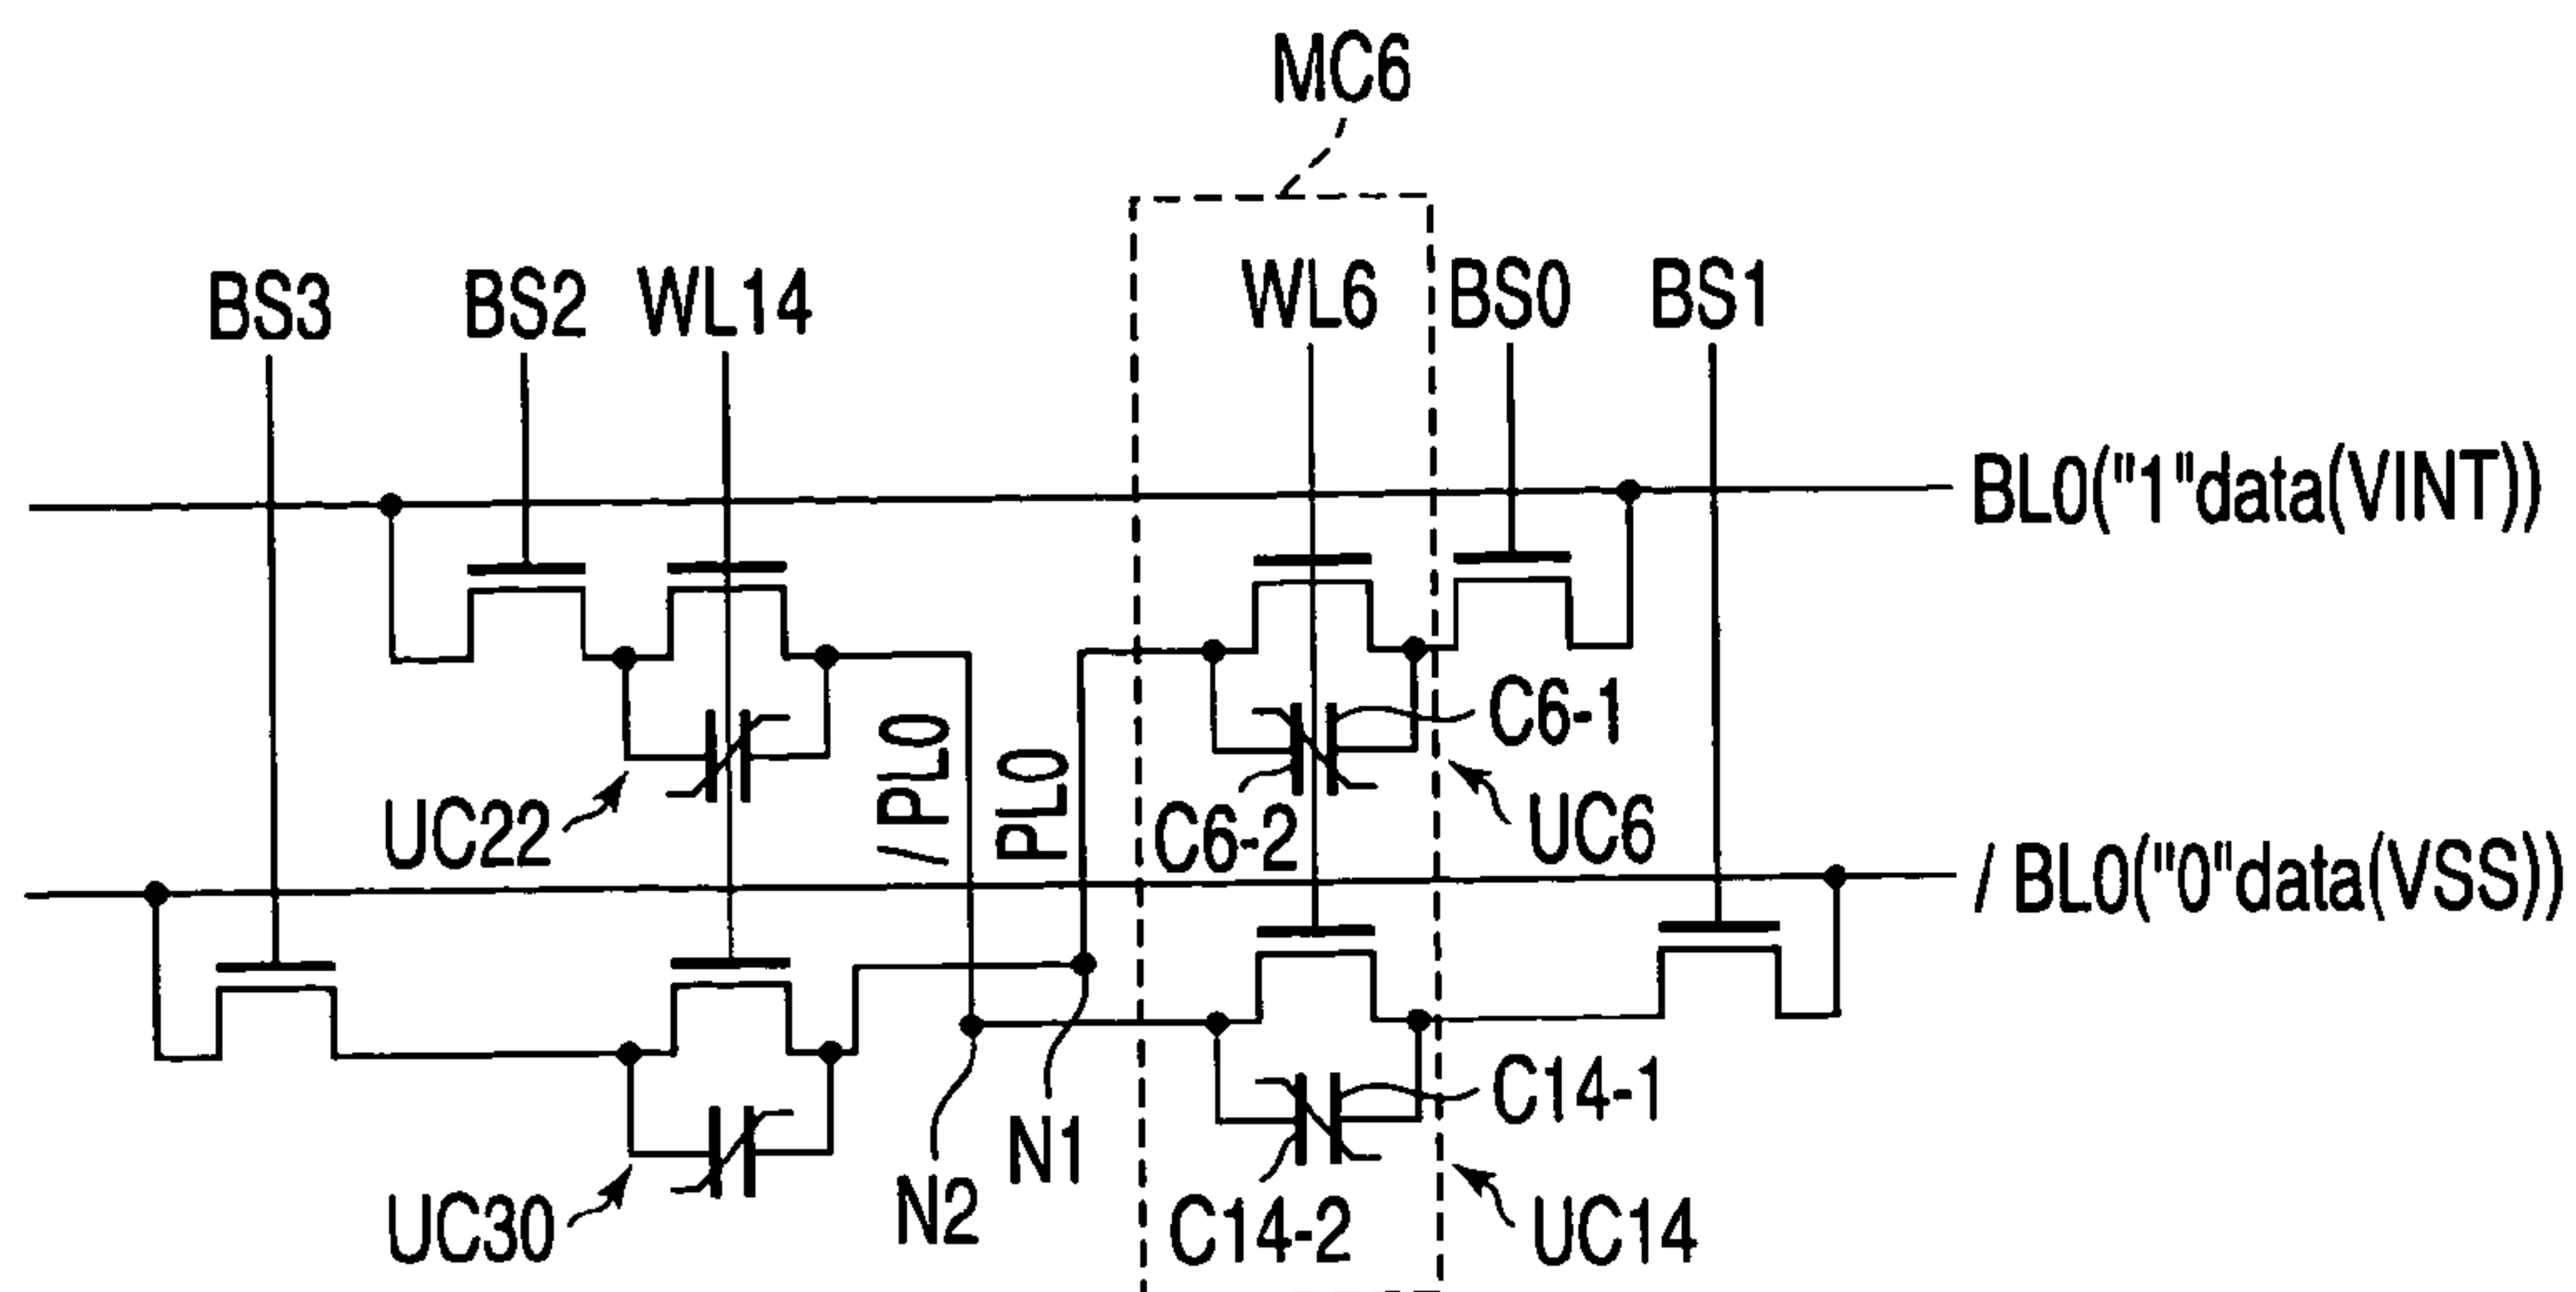 MC6
BS3
BS2
WL14
WL6
BS0
BS1
BL0("1"data(VINT))
C6-1
/ PL0
PL0
UC22
C6-2
UC6
/ BL0("0"data(VSS))
C14-1
N1
N2
UC30
C14-2
UC14